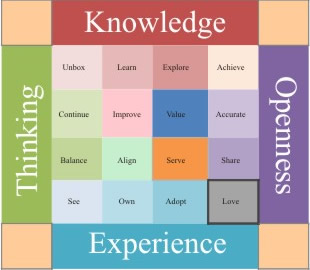 Knowledge
Thinking
Unbox Learn Explore Achieve
Continue Improve Value Accurate
Balance Align Serve Share
See Own Adopt Love
Openness
Experience